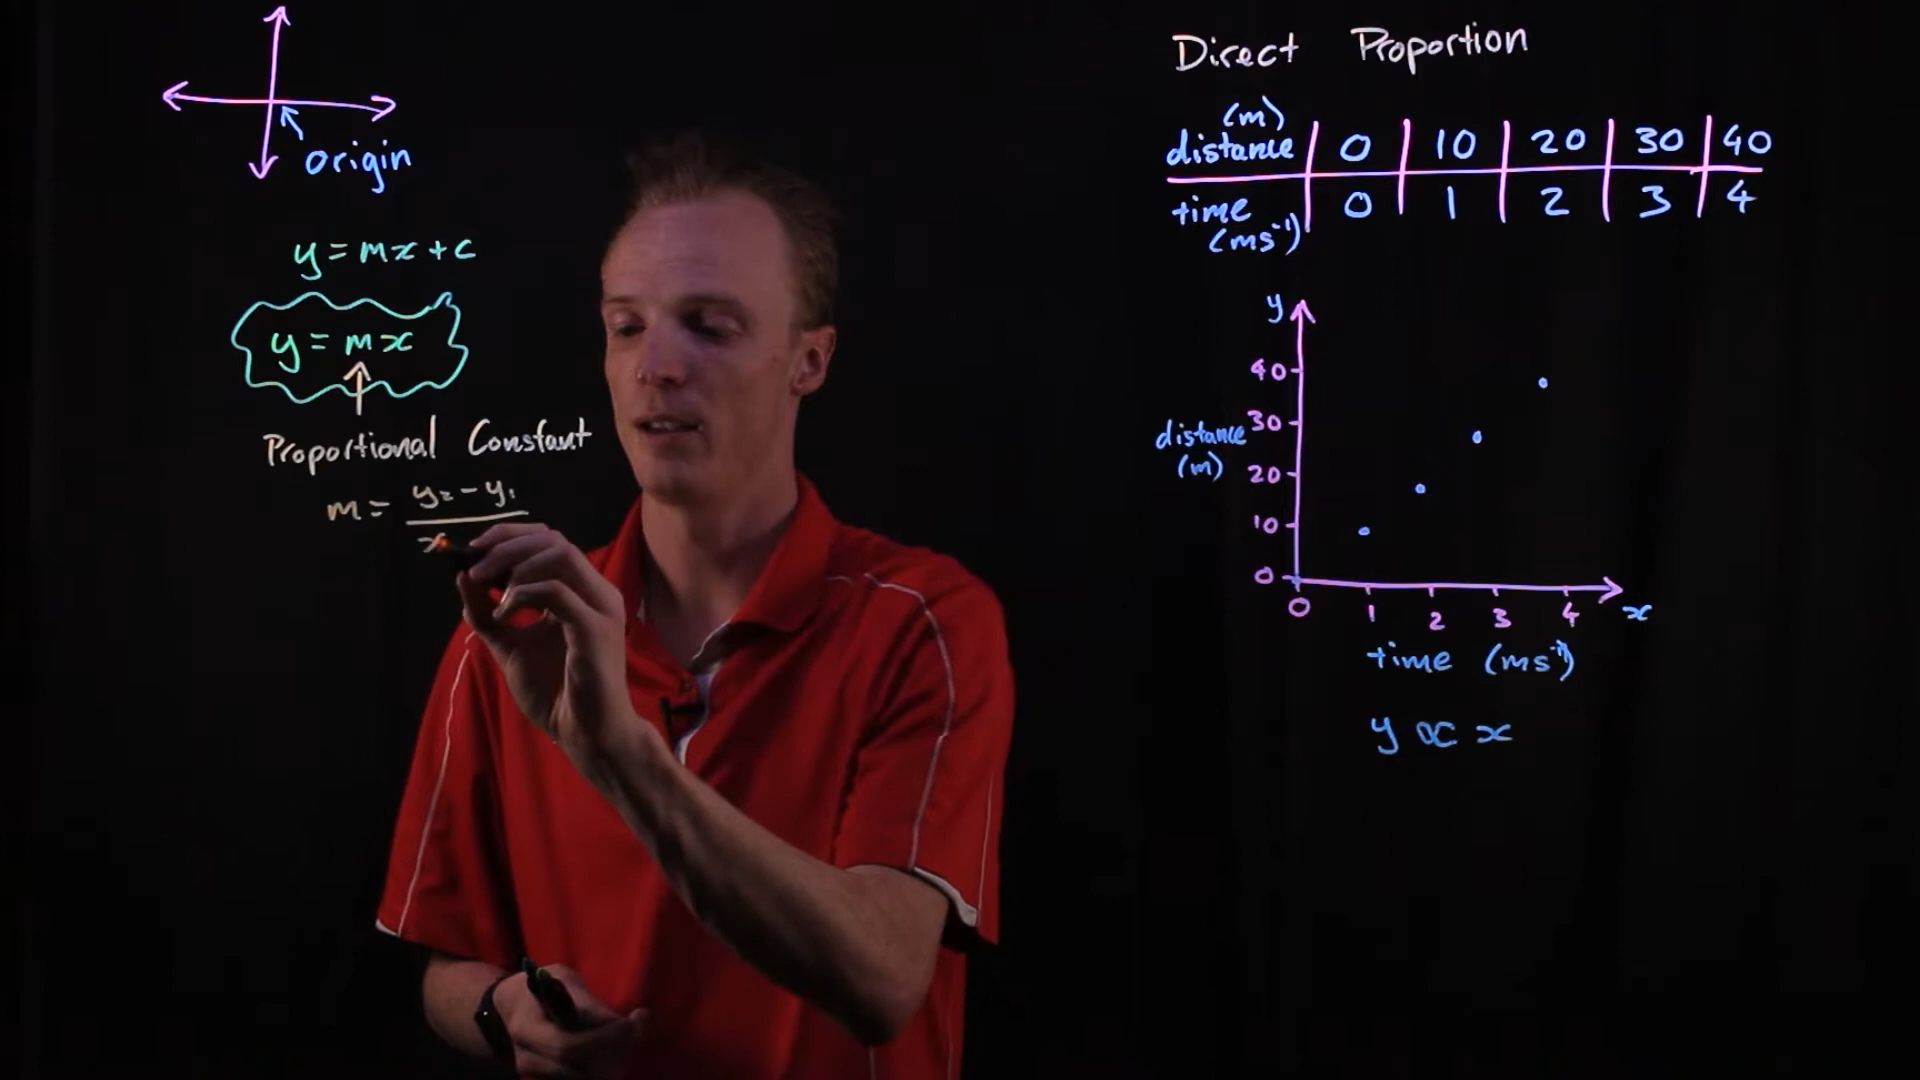 origin
y = mx + c
y = mx
Proportional Constant
m = y₂ - y₁
x
Direct Proportion
(m)
distance 0 10 20 30 40
time 0 1 2 3 4
(ms⁻¹)
y
40
30
distance
(m)
20
10
0
0 1 2 3 4 x
time (ms⁻¹)
y ∝ x